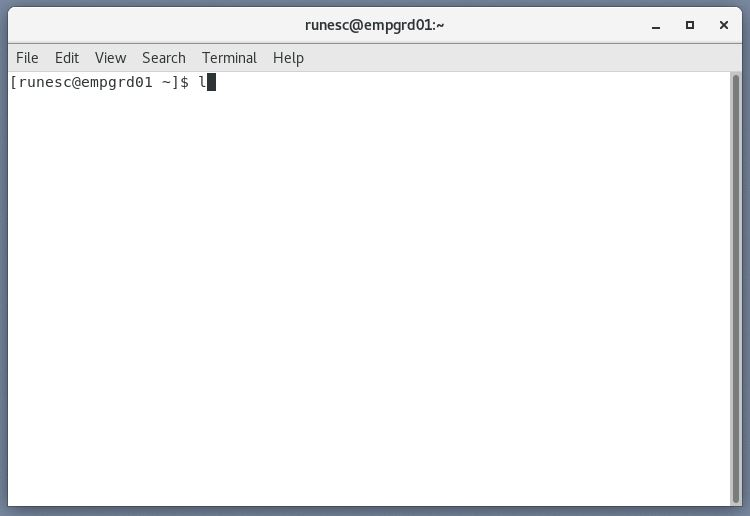 runesc@empgrd01:~
File Edit View Search Terminal Help
[runesc@empgrd01 ~]$ l